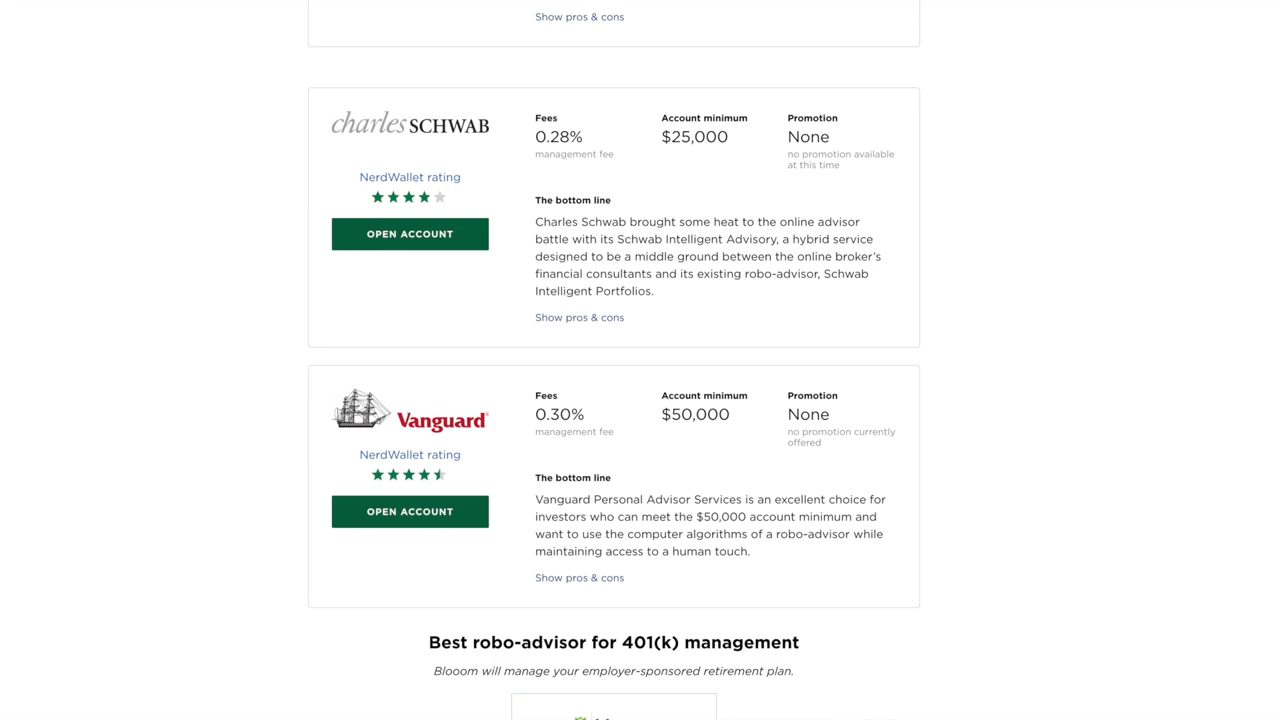 Show pros & cons
charles SCHWAB
NerdWallet rating
OPEN ACCOUNT
Fees
0.28%
management fee
Account minimum
$25,000
Promotion
None
no promotion available
at this time
The bottom line
Charles Schwab brought some heat to the online advisor
battle with its Schwab Intelligent Advisory, a hybrid service
designed to be a middle ground between the online broker's
financial consultants and its existing robo-advisor, Schwab
Intelligent Portfolios.
Show pros & cons
Vanguard
NerdWallet rating
OPEN ACCOUNT
Fees
0.30%
management fee
Account minimum
$50,000
Promotion
None
no promotion currently
offered
The bottom line
Vanguard Personal Advisor Services is an excellent choice for
investors who can meet the $50,000 account minimum and
want to use the computer algorithms of a robo-advisor while
maintaining access to a human touch.
Show pros & cons
Best robo-advisor for 401(k) management
Blooom will manage your employer-sponsored retirement plan.